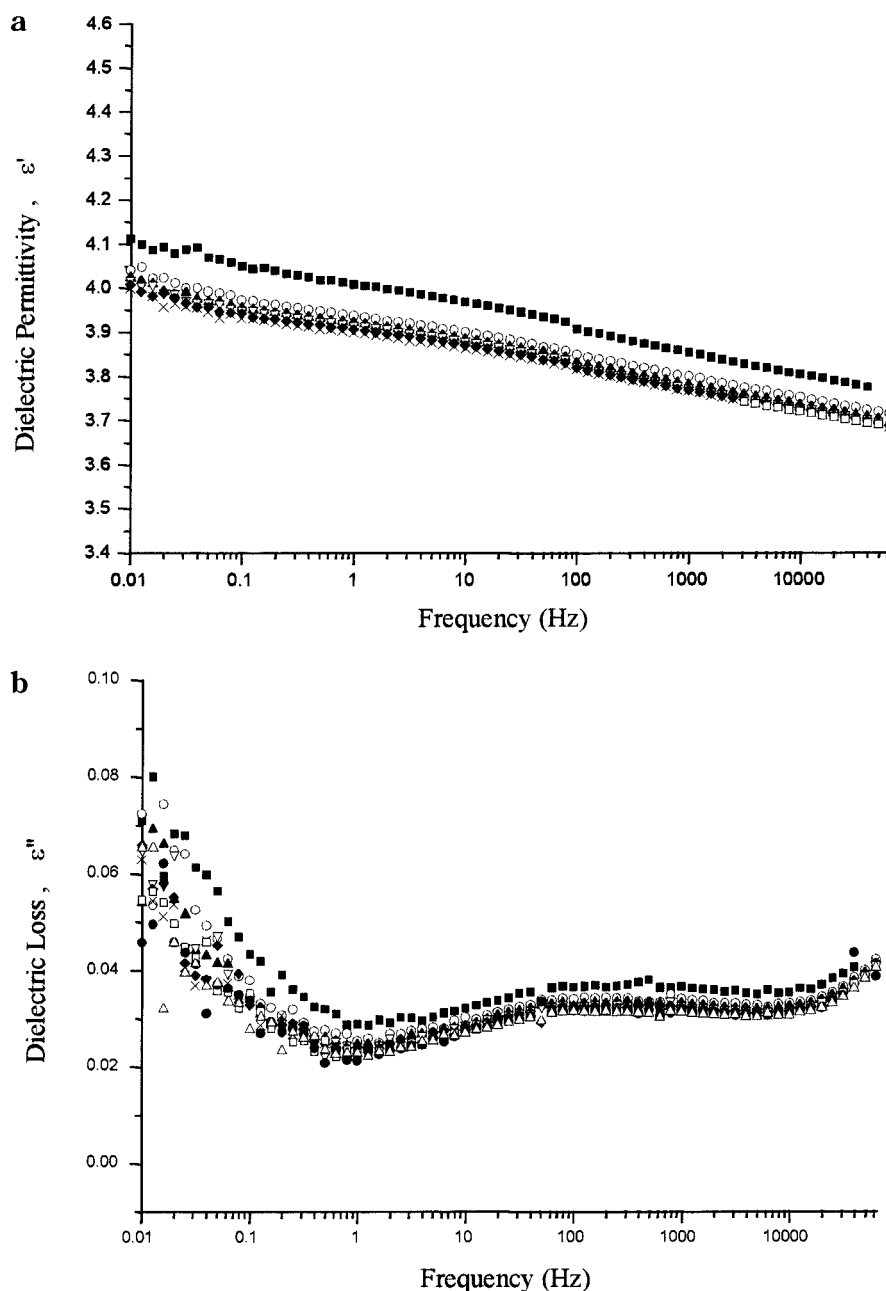 a
4.6
4.5
4.4
4.3
4.2
4.1
4.0
3.9
3.8
3.7
3.6
3.5
3.4
Dielectric Permittivity , ε'
0.01 0.1 1 10 100 1000 10000
Frequency (Hz)
b
0.10
0.08
0.06
0.04
0.02
0.00
Dielectric Loss , ε"
0.01 0.1 1 10 100 1000 10000
Frequency (Hz)